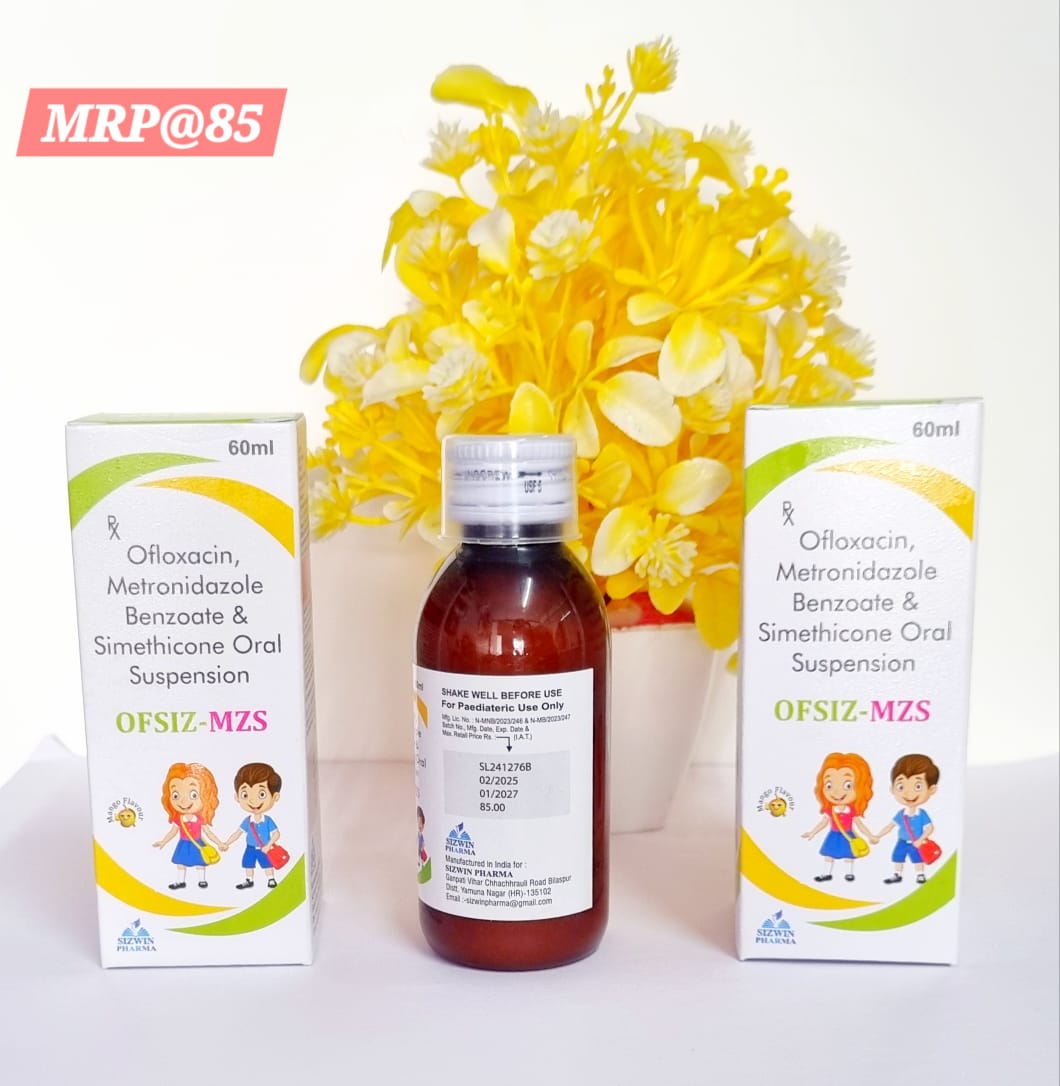 MRP@85
60ml
Rx
Ofloxacin,
Metronidazole
Benzoate &
Simethicone Oral
Suspension
OFSIZ-MZS
Mango Flavour
SIZWIN
PHARMA
USF 5
SHAKE WELL BEFORE USE
For Paediateric Use Only
Mfg. Lic. No. : N-MNB/2023/246 & N-MB/2023/247
Batch No., Mfg. Date, Exp. Date &
Max. Retail Price Rs. : (I.A.T.)
SL241276B
02/2025
01/2027
85.00
SIZWIN
PHARMA
Manufactured in India for :
SIZWIN PHARMA
Ganpati Vihar Chhachhrauli Road Bilaspur
Distt. Yamuna Nagar (HR)-135102
Email :-sizwinpharma@gmail.com
60ml
Rx
Ofloxacin,
Metronidazole
Benzoate &
Simethicone Oral
Suspension
OFSIZ-MZS
Mango Flavour
SIZWIN
PHARMA